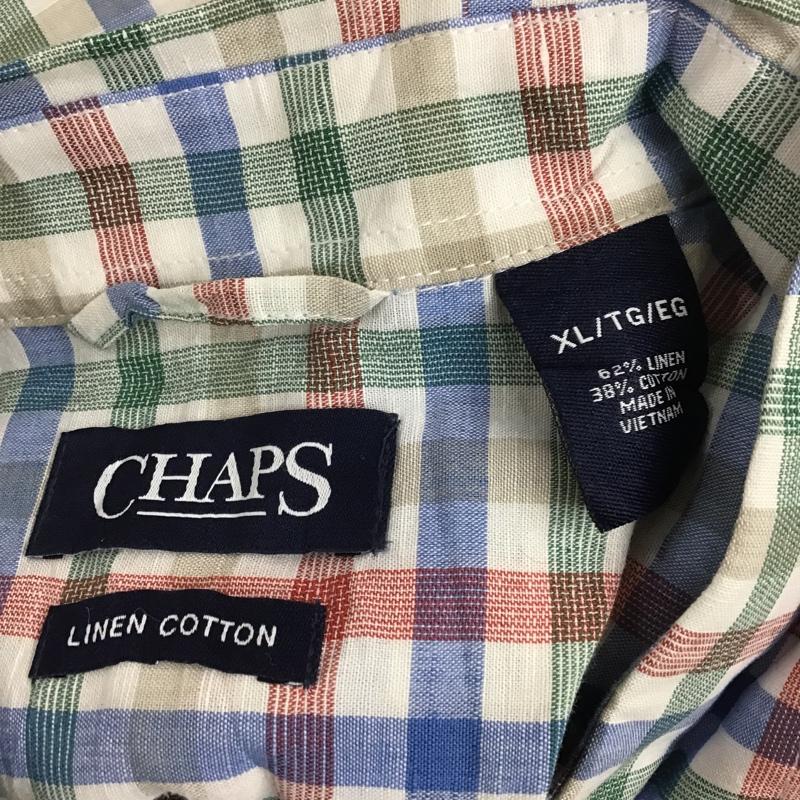 XL/TG/EG
62% LINEN
38% COTTON
MADE IN
VIETNAM
CHAPS
LINEN COTTON